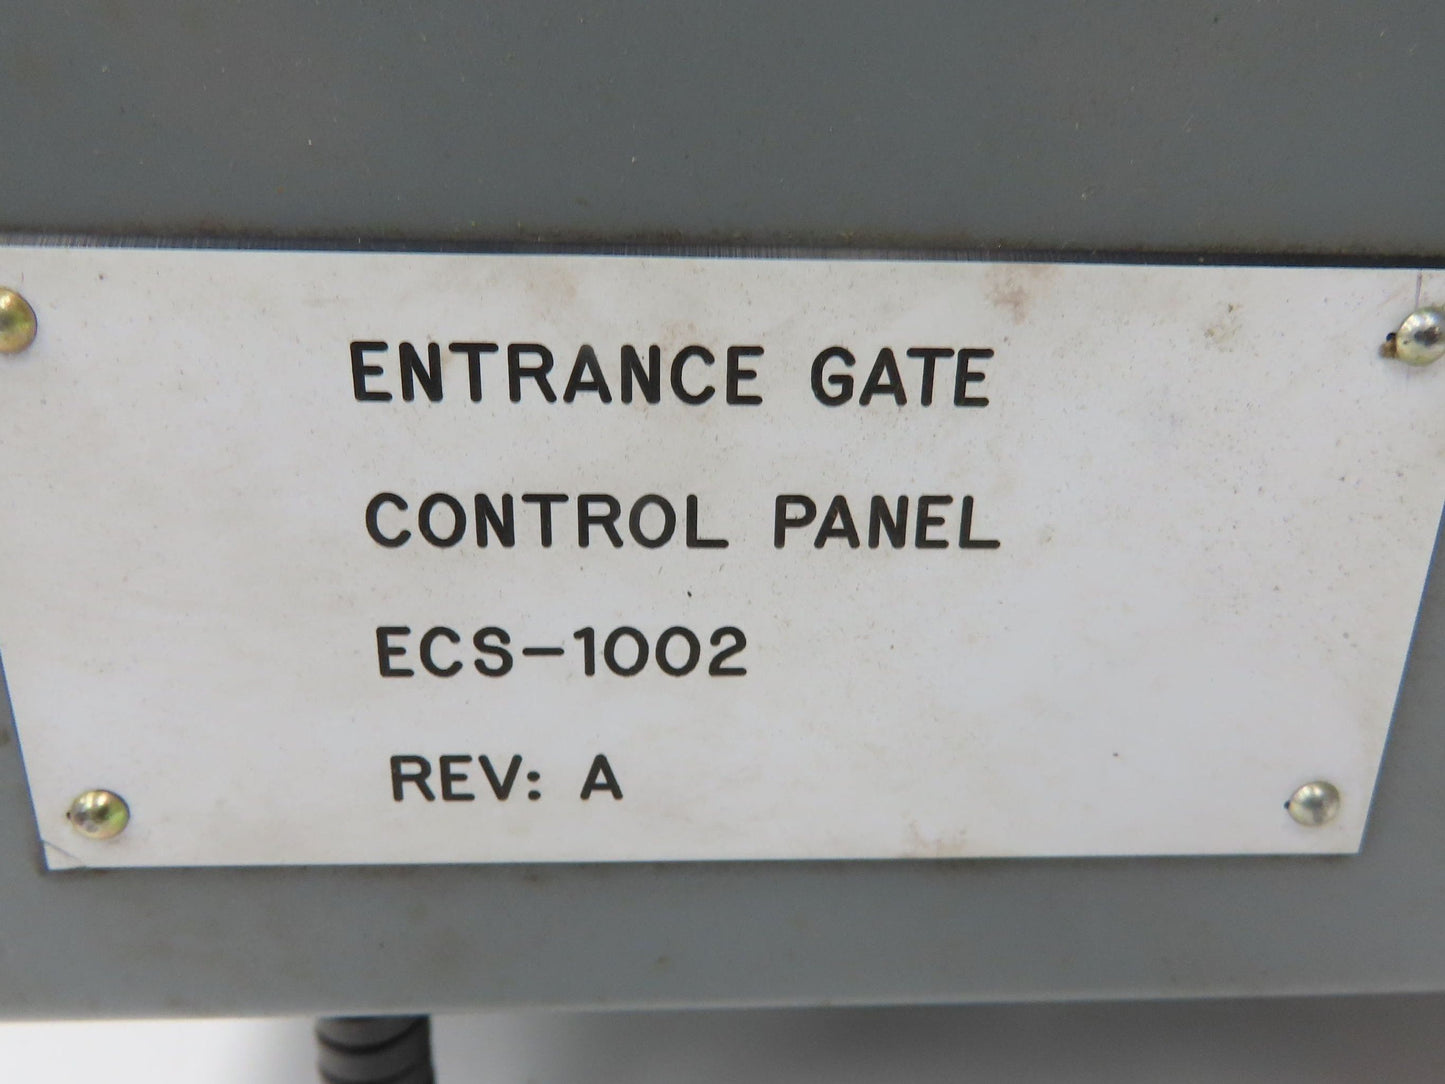 ENTRANCE GATE
CONTROL PANEL
ECS-1002
REV: A